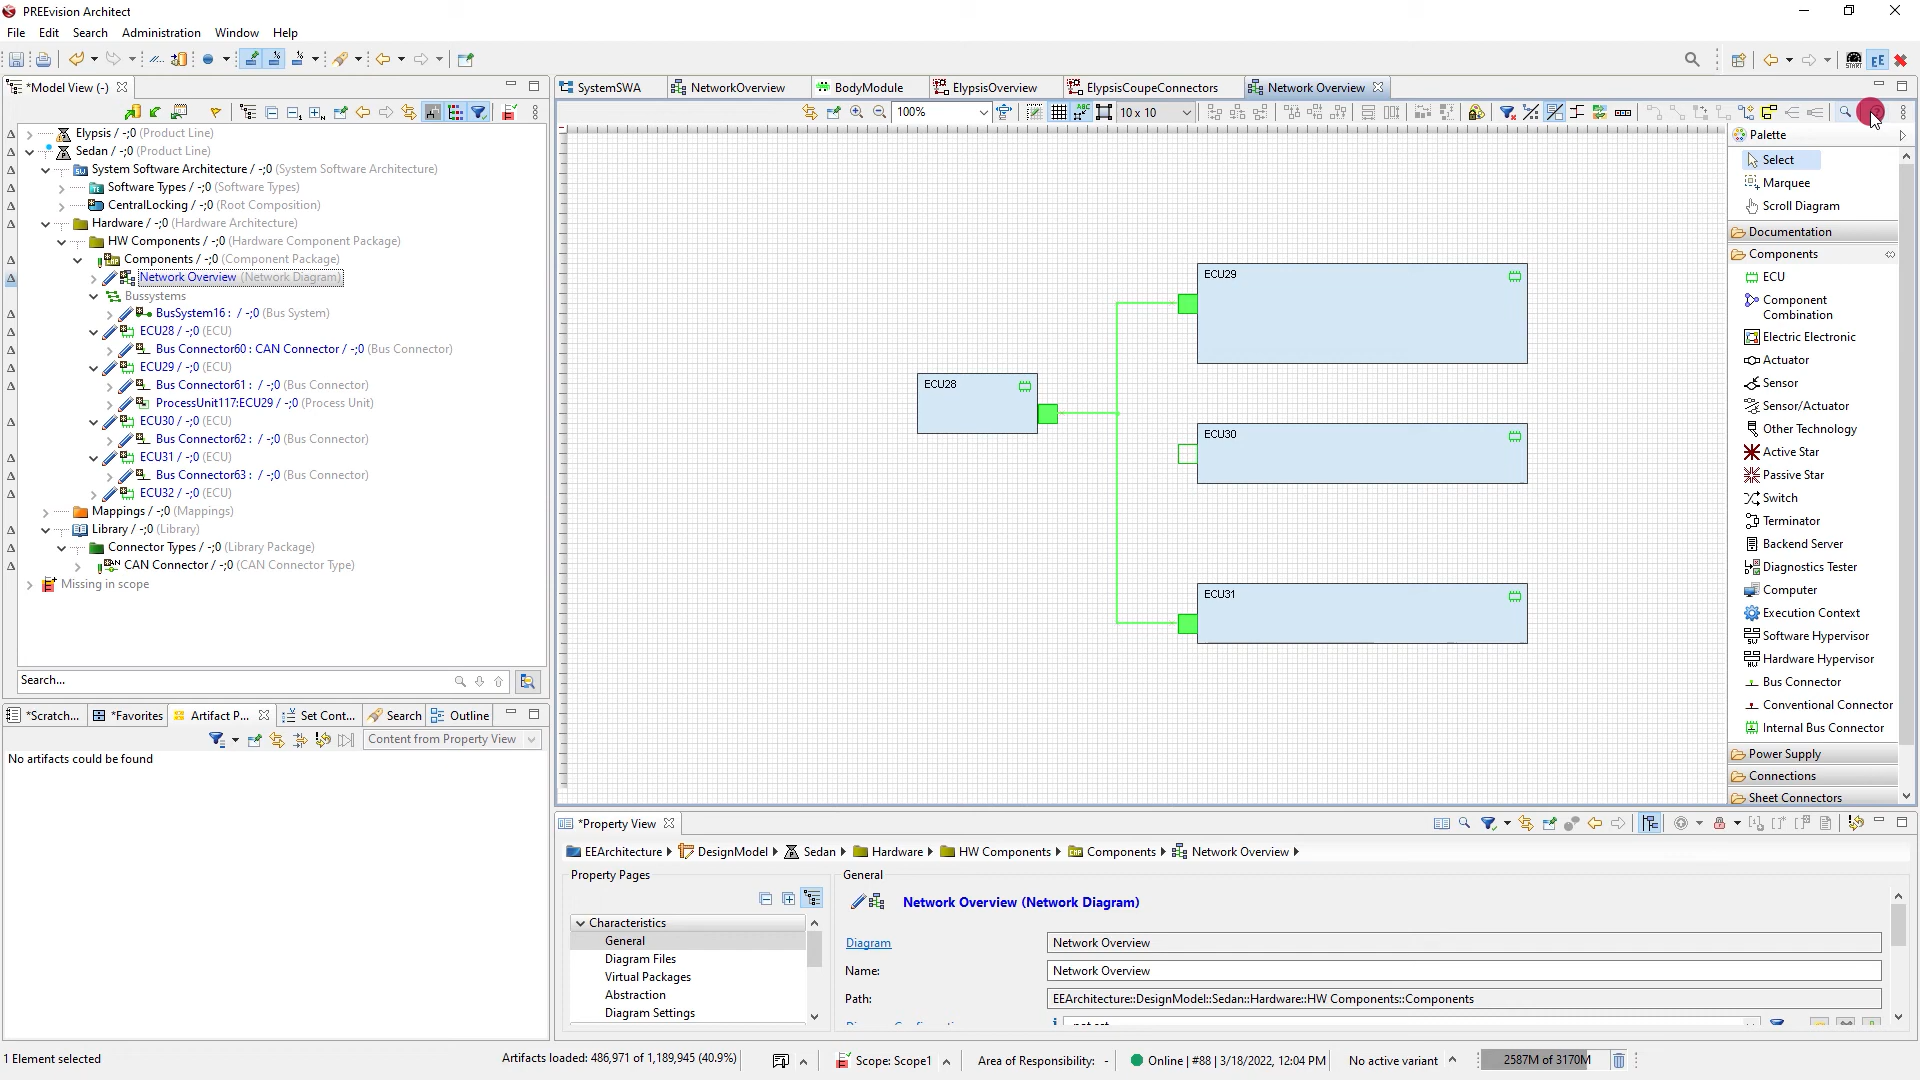 PREEvision Architect
File Edit Search Administration Window Help
START EE
*Model View (-)
Elypsis / -;0 (Product Line)
Sedan / -;0 (Product Line)
System Software Architecture / -;0 (System Software Architecture)
Software Types / -;0 (Software Types)
CentralLocking / -;0 (Root Composition)
Hardware / -;0 (Hardware Architecture)
HW Components / -;0 (Hardware Component Package)
Components / -;0 (Component Package)
Network Overview (Network Diagram)
Bussystems
BusSystem16 : / -;0 (Bus System)
ECU28 / -;0 (ECU)
Bus Connector60 : CAN Connector / -;0 (Bus Connector)
ECU29 / -;0 (ECU)
Bus Connector61 : / -;0 (Bus Connector)
ProcessUnit117:ECU29 / -;0 (Process Unit)
ECU30 / -;0 (ECU)
Bus Connector62 : / -;0 (Bus Connector)
ECU31 / -;0 (ECU)
Bus Connector63 : / -;0 (Bus Connector)
ECU32 / -;0 (ECU)
Mappings / -;0 (Mappings)
Library / -;0 (Library)
Connector Types / -;0 (Library Package)
CAN Connector / -;0 (CAN Connector Type)
Missing in scope
Search...
*Scratch... *Favorites Artifact P... Set Cont... Search Outline
Content from Property View
No artifacts could be found
SystemSWA NetworkOverview BodyModule ElypsisOverview ElypsisCoupeConnectors Network Overview
100% 10 x 10
ECU28
ECU29
ECU30
ECU31
Palette
Select
Marquee
Scroll Diagram
Documentation
Components
ECU
Component
Combination
Electric Electronic
Actuator
Sensor
Sensor/Actuator
Other Technology
Active Star
Passive Star
Switch
Terminator
Backend Server
Diagnostics Tester
Computer
Execution Context
Software Hypervisor
Hardware Hypervisor
Bus Connector
Conventional Connector
Internal Bus Connector
Power Supply
Connections
Sheet Connectors
*Property View
EEArchitecture DesignModel Sedan Hardware HW Components Components Network Overview
Property Pages
Characteristics
General
Diagram Files
Virtual Packages
Abstraction
Diagram Settings
General
Network Overview (Network Diagram)
Diagram Network Overview
Name: Network Overview
Path: EEArchitecture::DesignModel::Sedan::Hardware::HW Components::Components
1 Element selected Artifacts loaded: 486,971 of 1,189,945 (40.9%) Scope: Scope1 Area of Responsibility: - Online | #88 | 3/18/2022, 12:04 PM No active variant 2587M of 3170M